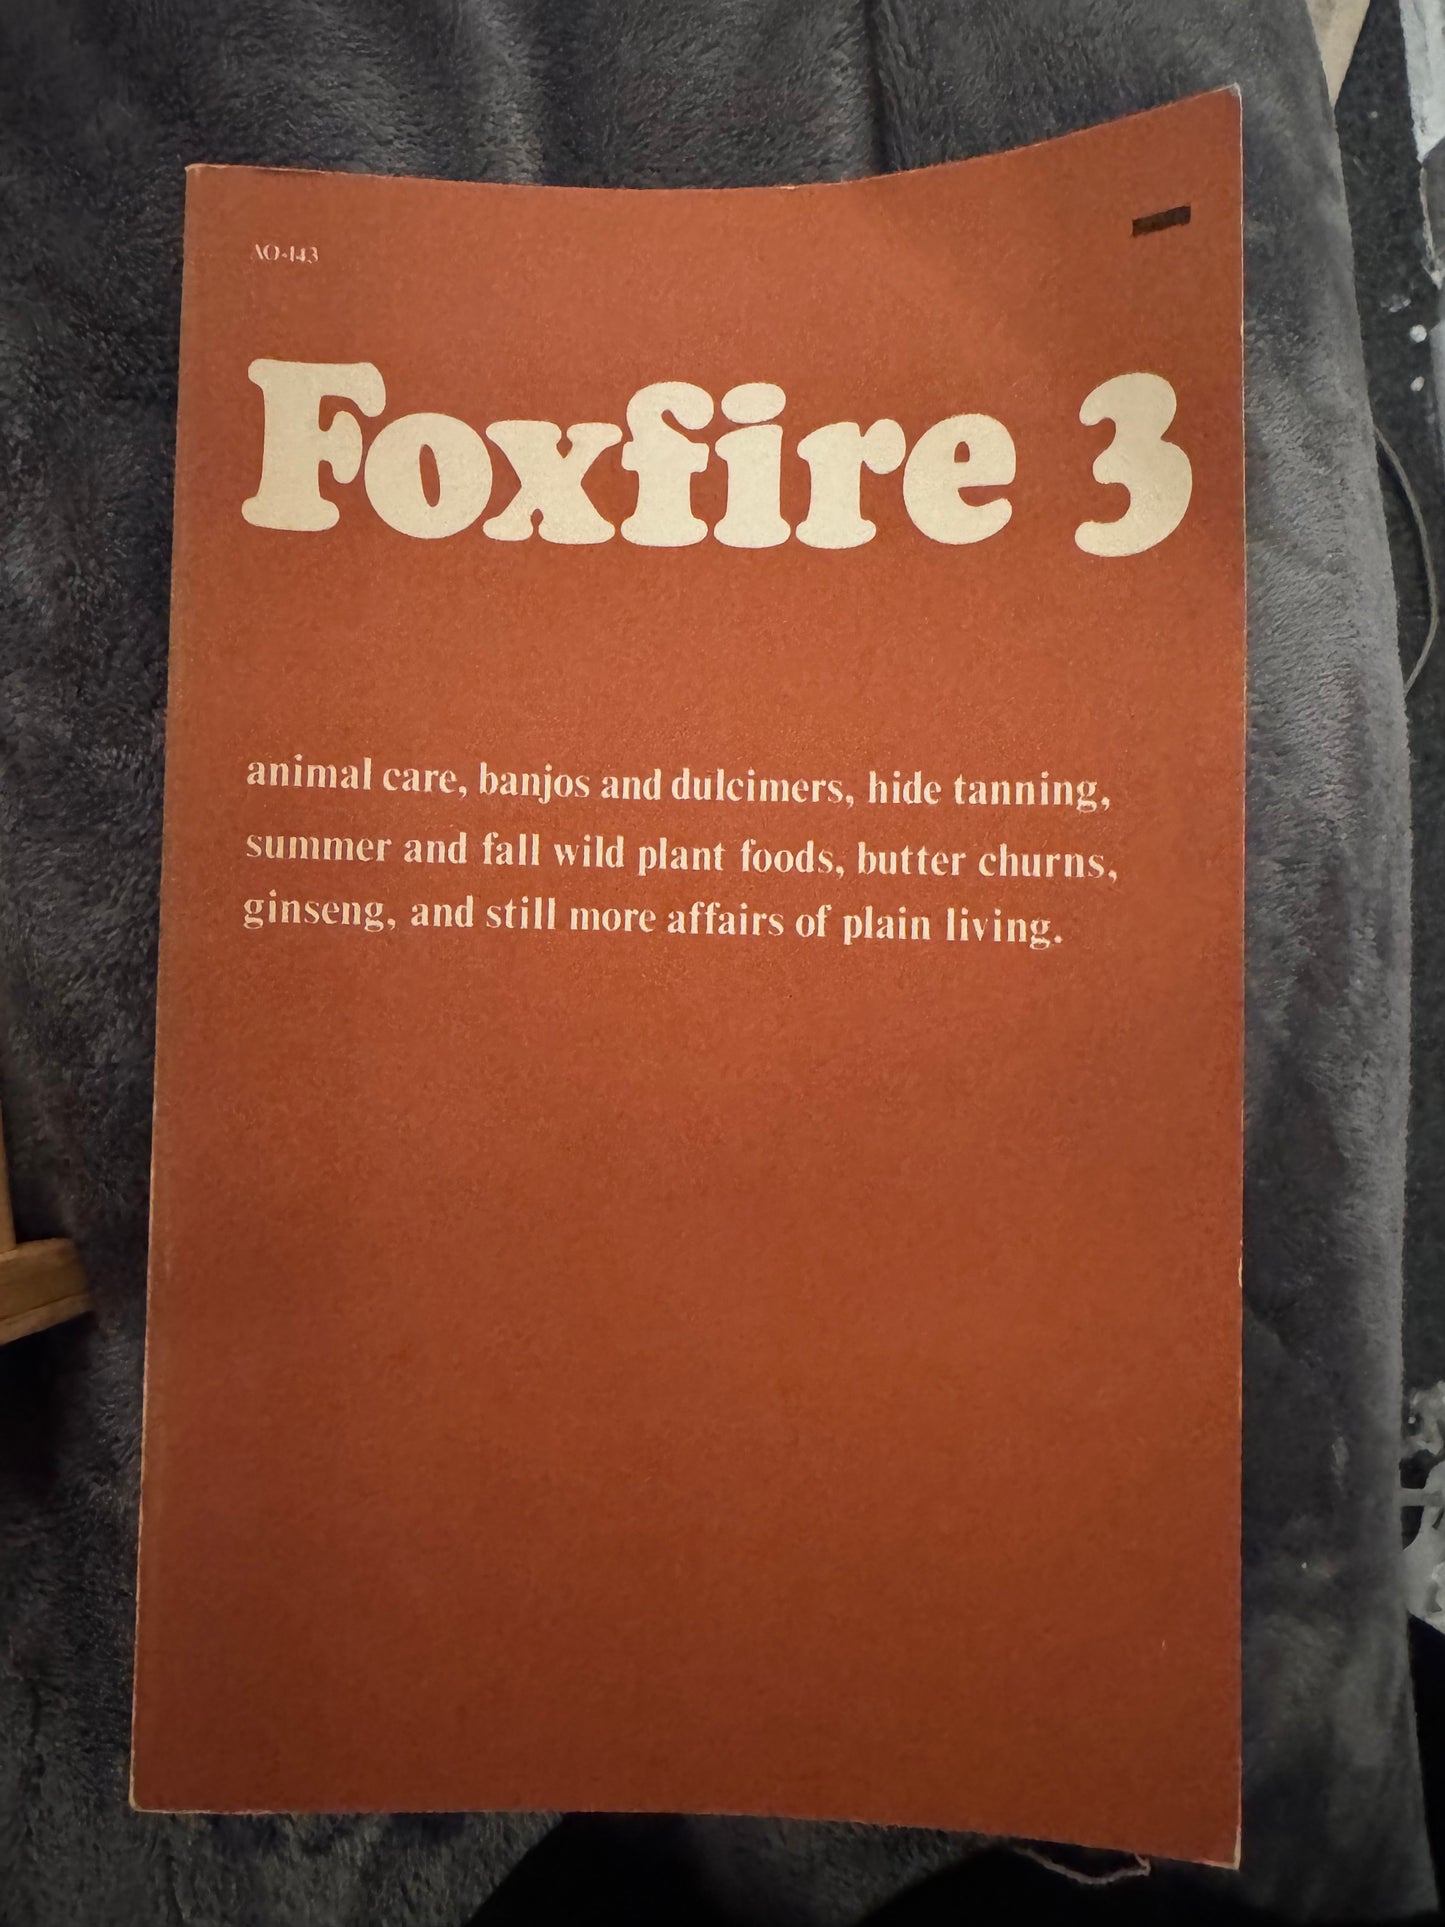 AO-143
Foxfire 3
animal care, banjos and dulcimers, hide tanning,
summer and fall wild plant foods, butter churns,
ginseng, and still more affairs of plain living.